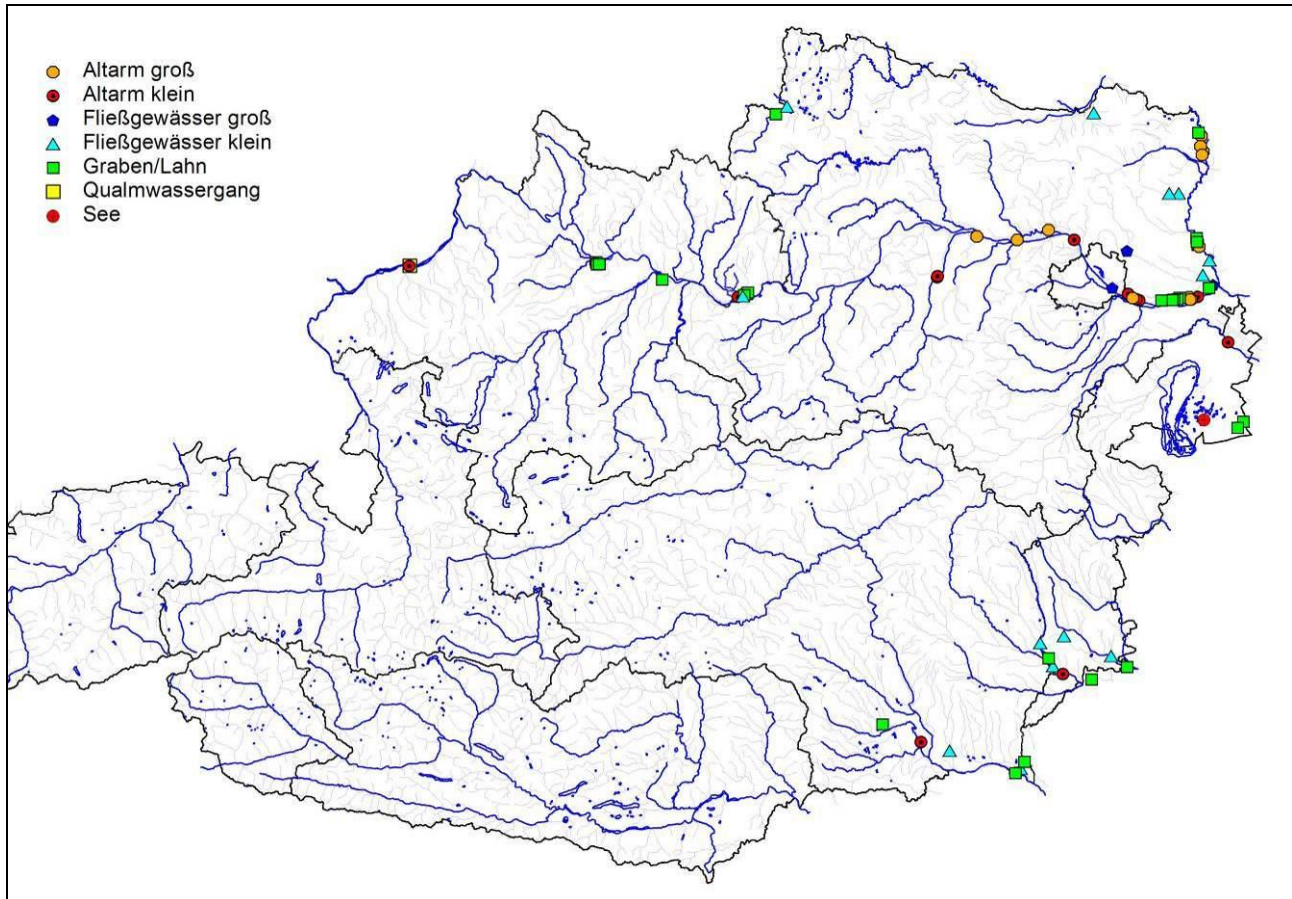 Altarm groß
Altarm klein
Fließgewässer groß
Fließgewässer klein
Graben/Lahn
Qualmwassergang
See